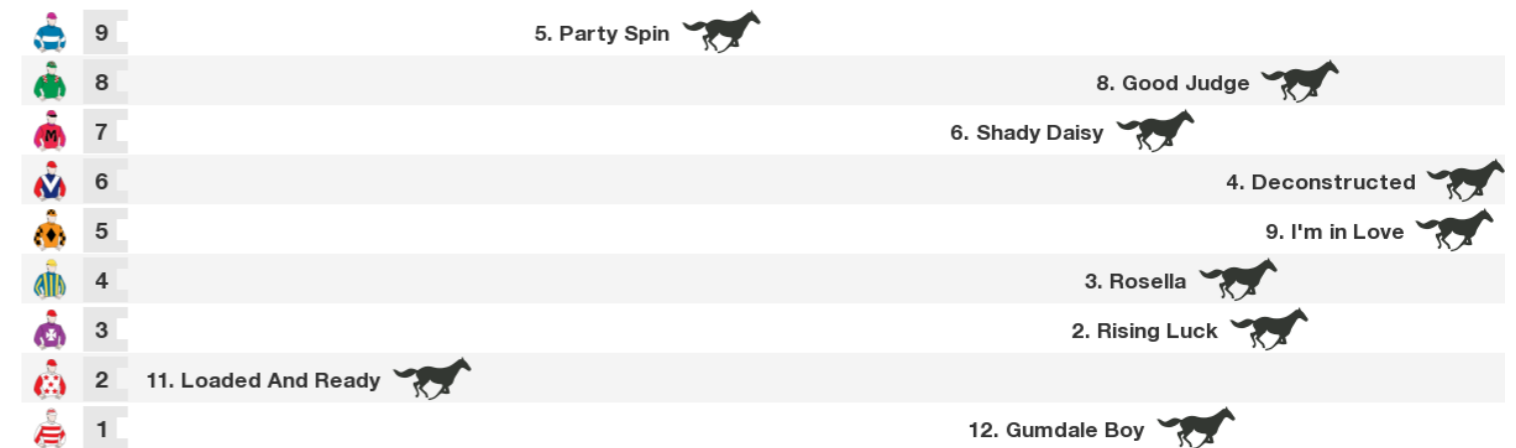 9 5. Party Spin
8 8. Good Judge
7 6. Shady Daisy
M
6 4. Deconstructed
5 9. I'm in Love
4 3. Rosella
3 2. Rising Luck
2 11. Loaded And Ready
1 12. Gumdale Boy